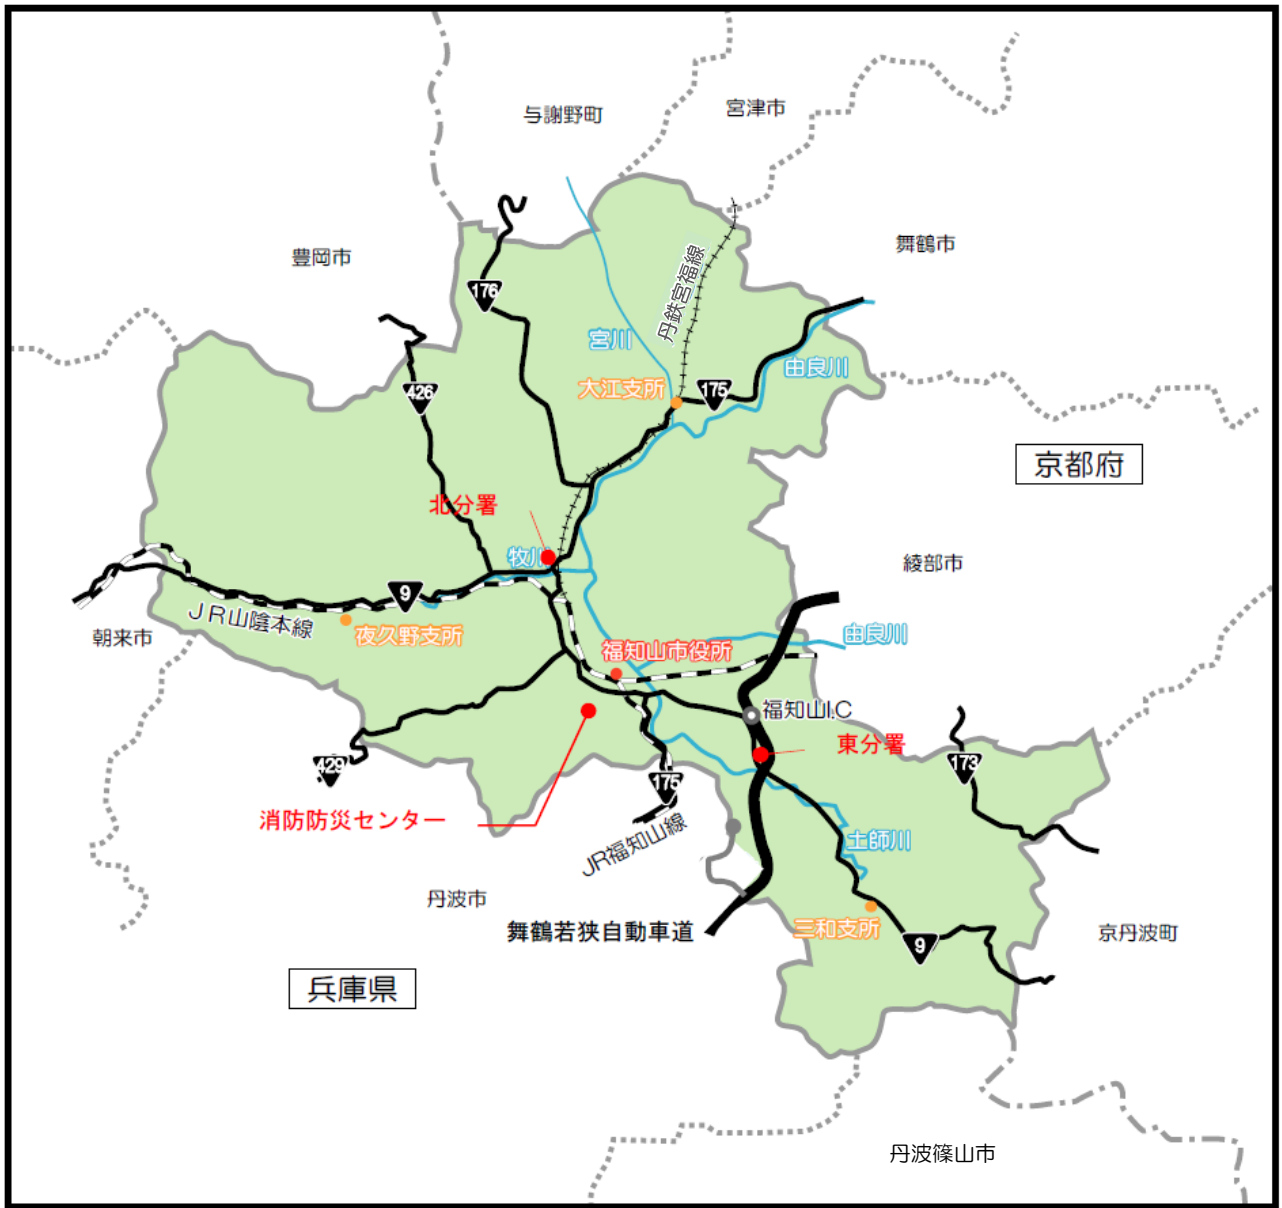 与謝野町
宮津市
舞鶴市
豊岡市
176
丹鉄宮福線
宮川
由良川
大江支所
175
426
京都府
北分署
牧川
綾部市
9
JR山陰本線
朝来市
夜久野支所
由良川
福知山市役所
福知山I.C
東分署
173
429
175
消防防災センター
JR福知山線
土師川
丹波市
舞鶴若狭自動車道
三和支所
9
京丹波町
兵庫県
丹波篠山市